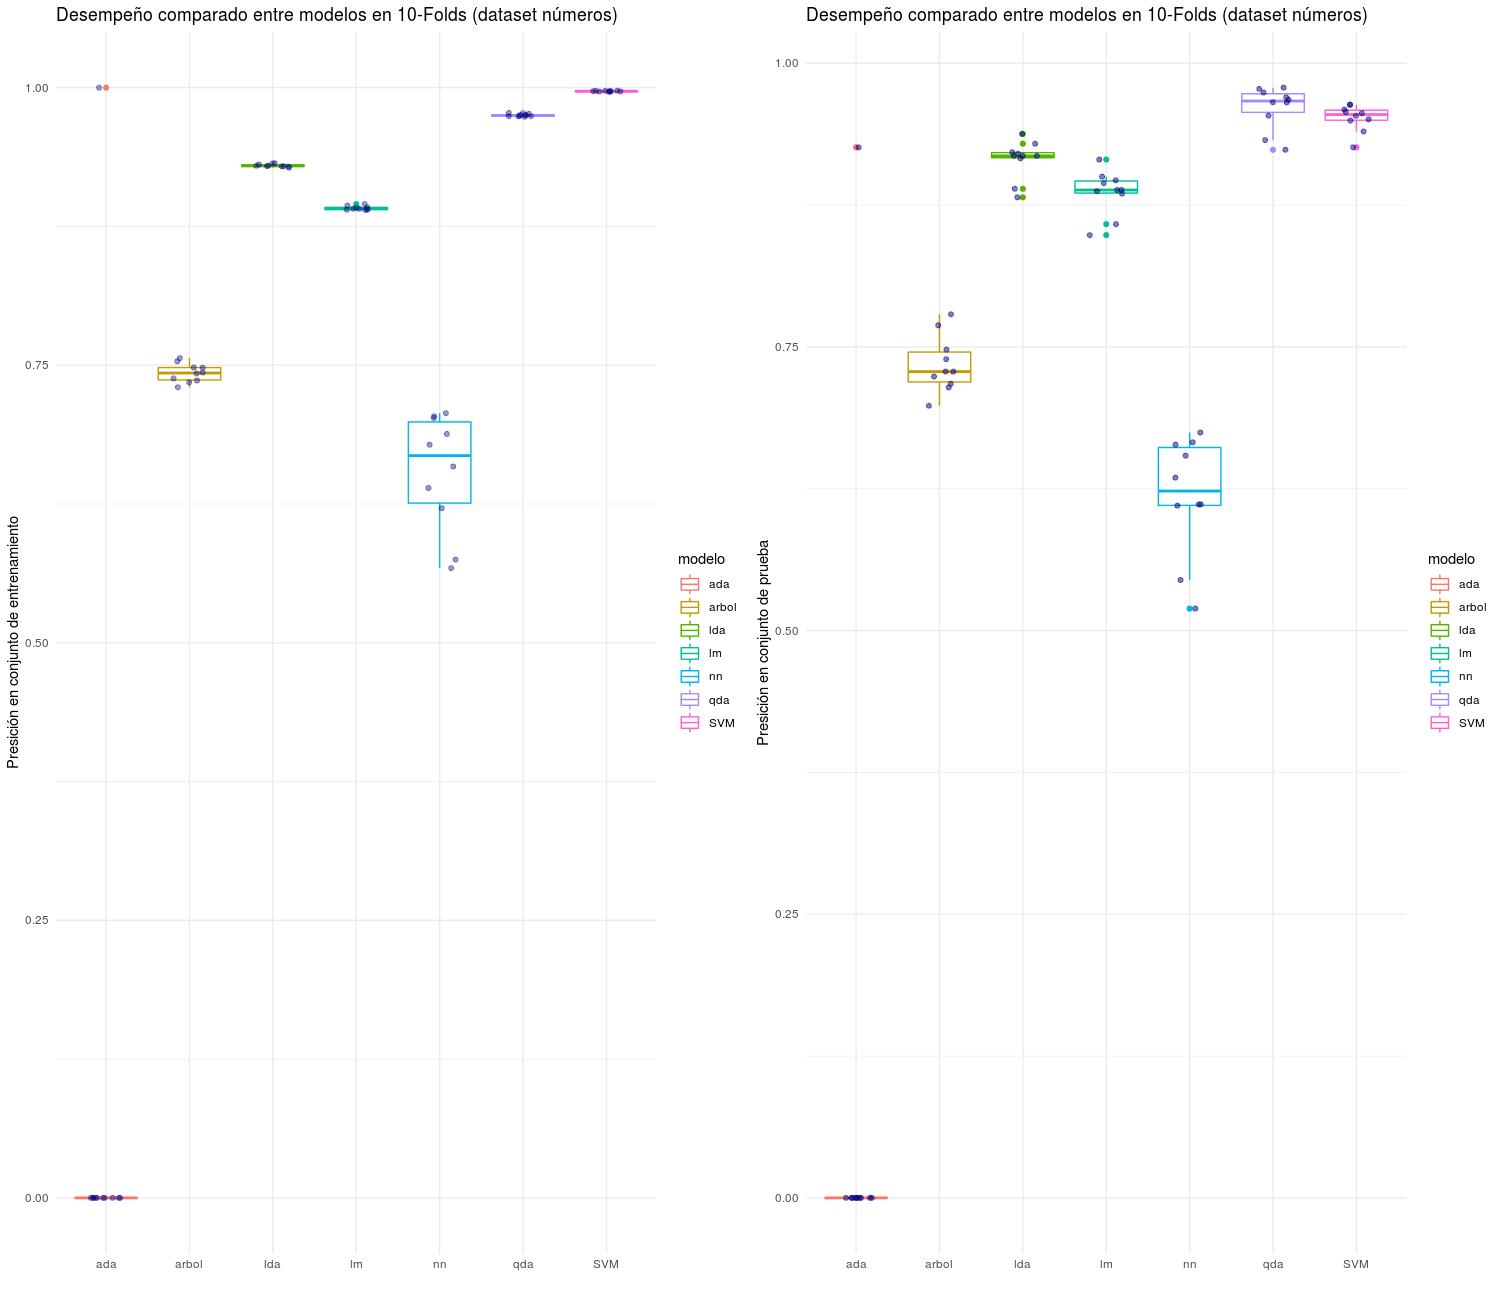 Desempeño comparado entre modelos en 10-Folds (dataset números)
Presición en conjunto de entrenamiento
1.00
0.75
0.50
0.25
0.00
ada
arbol
lda
lm
nn
qda
SVM
modelo
ada
arbol
lda
lm
nn
qda
SVM
Desempeño comparado entre modelos en 10-Folds (dataset números)
Presición en conjunto de prueba
1.00
0.75
0.50
0.25
0.00
ada
arbol
lda
lm
nn
qda
SVM
modelo
ada
arbol
lda
lm
nn
qda
SVM